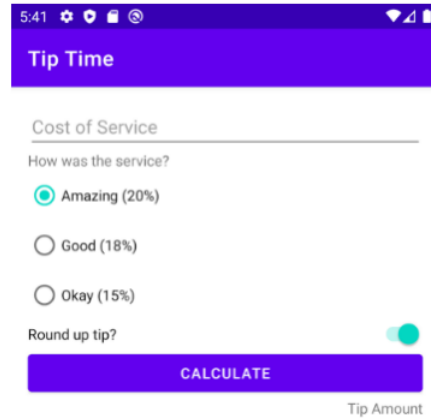 5:41
Tip Time
Cost of Service
How was the service?
Amazing (20%)
Good (18%)
Okay (15%)
Round up tip?
CALCULATE
Tip Amount